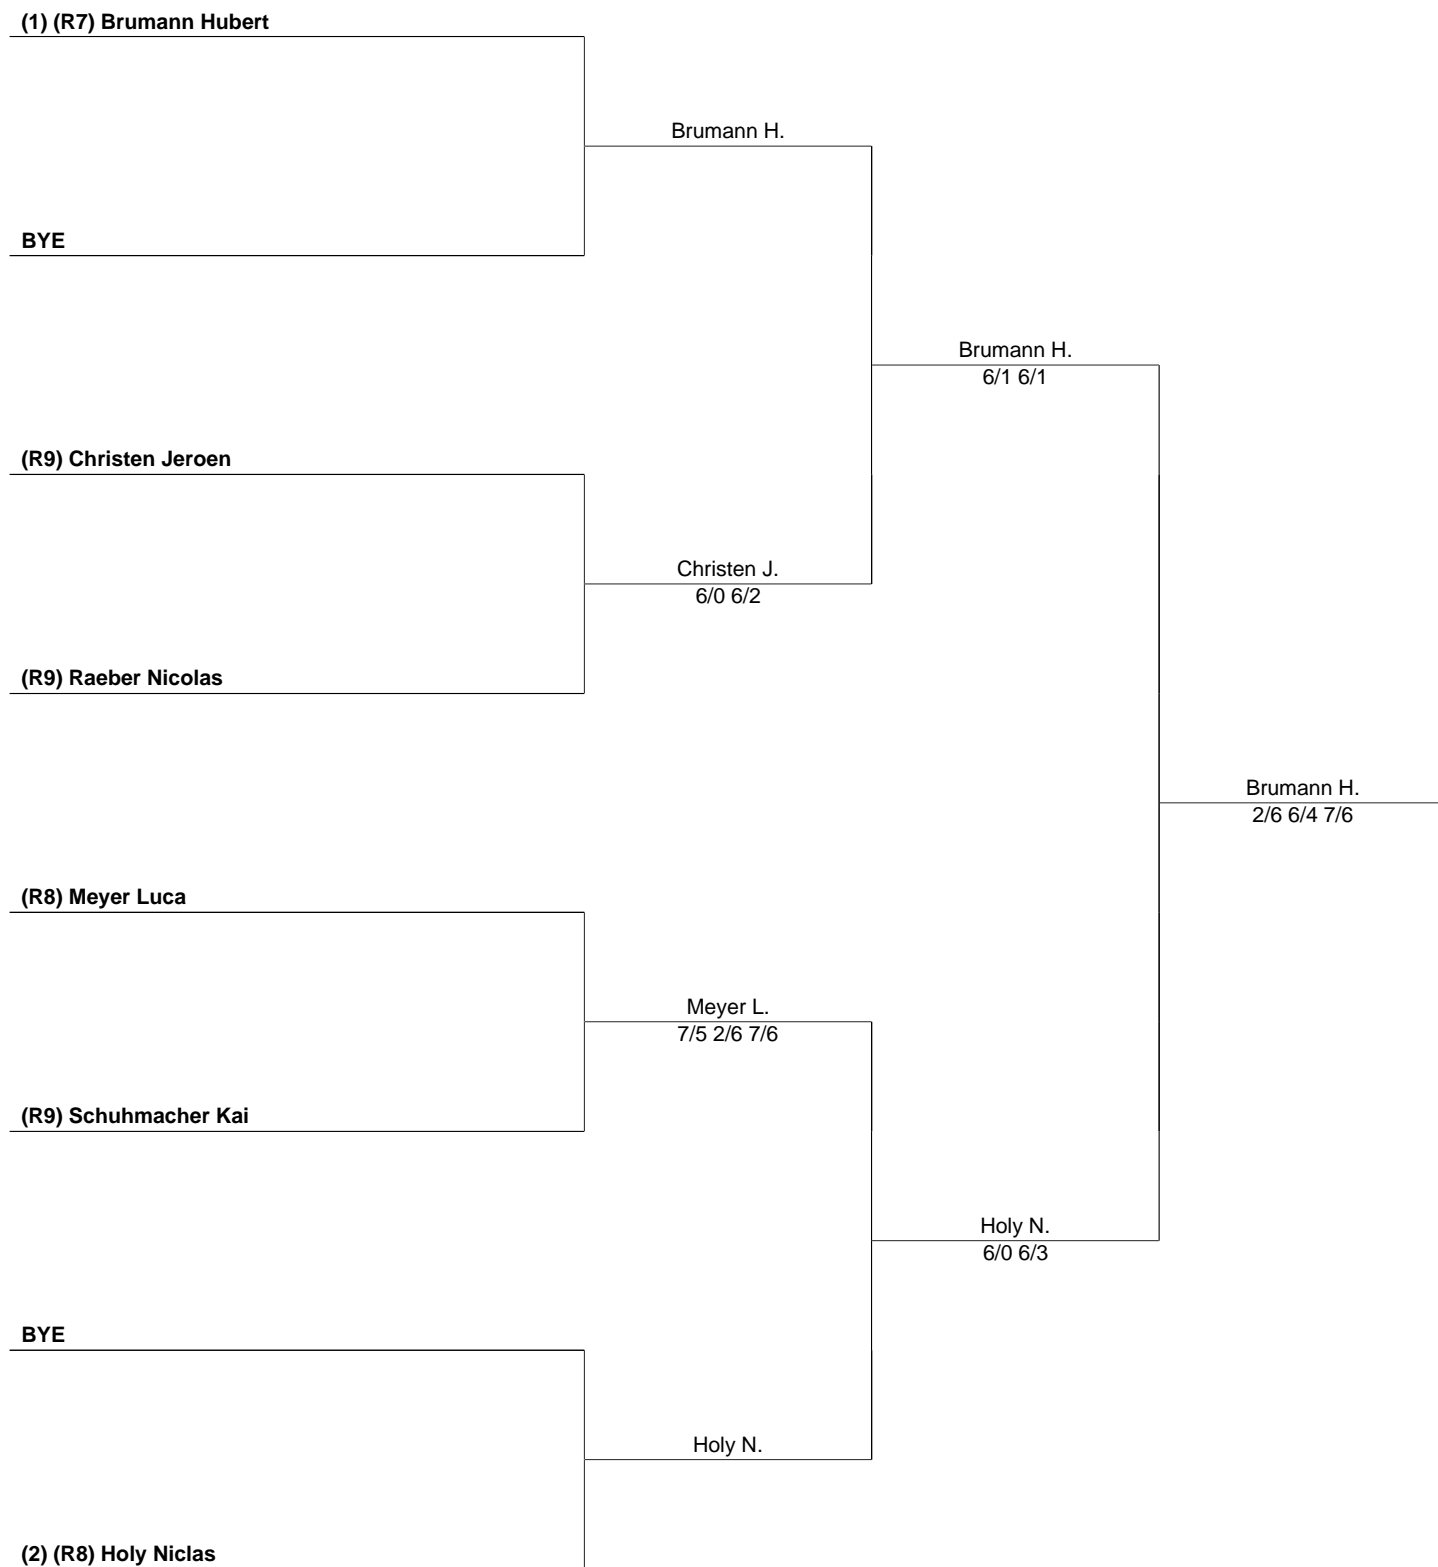 (1) (R7) Brumann Hubert
Brumann H.
BYE
Brumann H.
6/1 6/1
(R9) Christen Jeroen
Christen J.
6/0 6/2
(R9) Raeber Nicolas
Brumann H.
2/6 6/4 7/6
(R8) Meyer Luca
Meyer L.
7/5 2/6 7/6
(R9) Schuhmacher Kai
Holy N.
6/0 6/3
BYE
Holy N.
(2) (R8) Holy Niclas